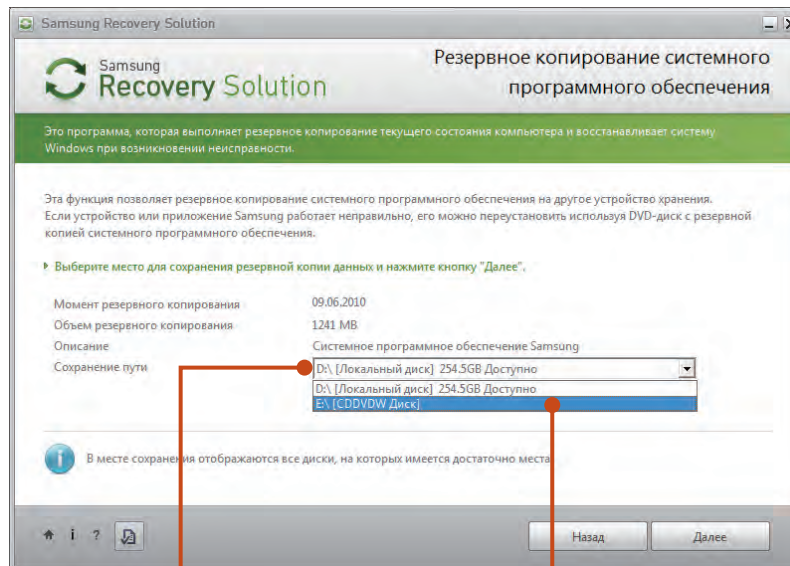 Samsung Recovery Solution
Samsung
Recovery Solution
Резервное копирование системного
программного обеспечения
Это программа, которая выполняет резервное копирование текущего состояния компьютера и восстанавливает систему
Windows при возникновении неисправности.
Эта функция позволяет резервное копирование системного программного обеспечения на другое устройство хранения.
Если устройство или приложение Samsung работает неправильно, его можно переустановить используя DVD-диск с резервной
копией системного программного обеспечения.
Выберите место для сохранения резервной копии данных и нажмите кнопку "Далее".
Момент резервного копирования 09.06.2010
Объем резервного копирования 1241 MB
Описание Системное программное обеспечение Samsung
Сохранение пути D:\ [Локальный диск] 254.5GB Доступно
D:\ [Локальный диск] 254.5GB Доступно
E:\ [CDDVDW Диск]
В месте сохранения отображаются все диски, на которых имеется достаточно места.
Назад Далее